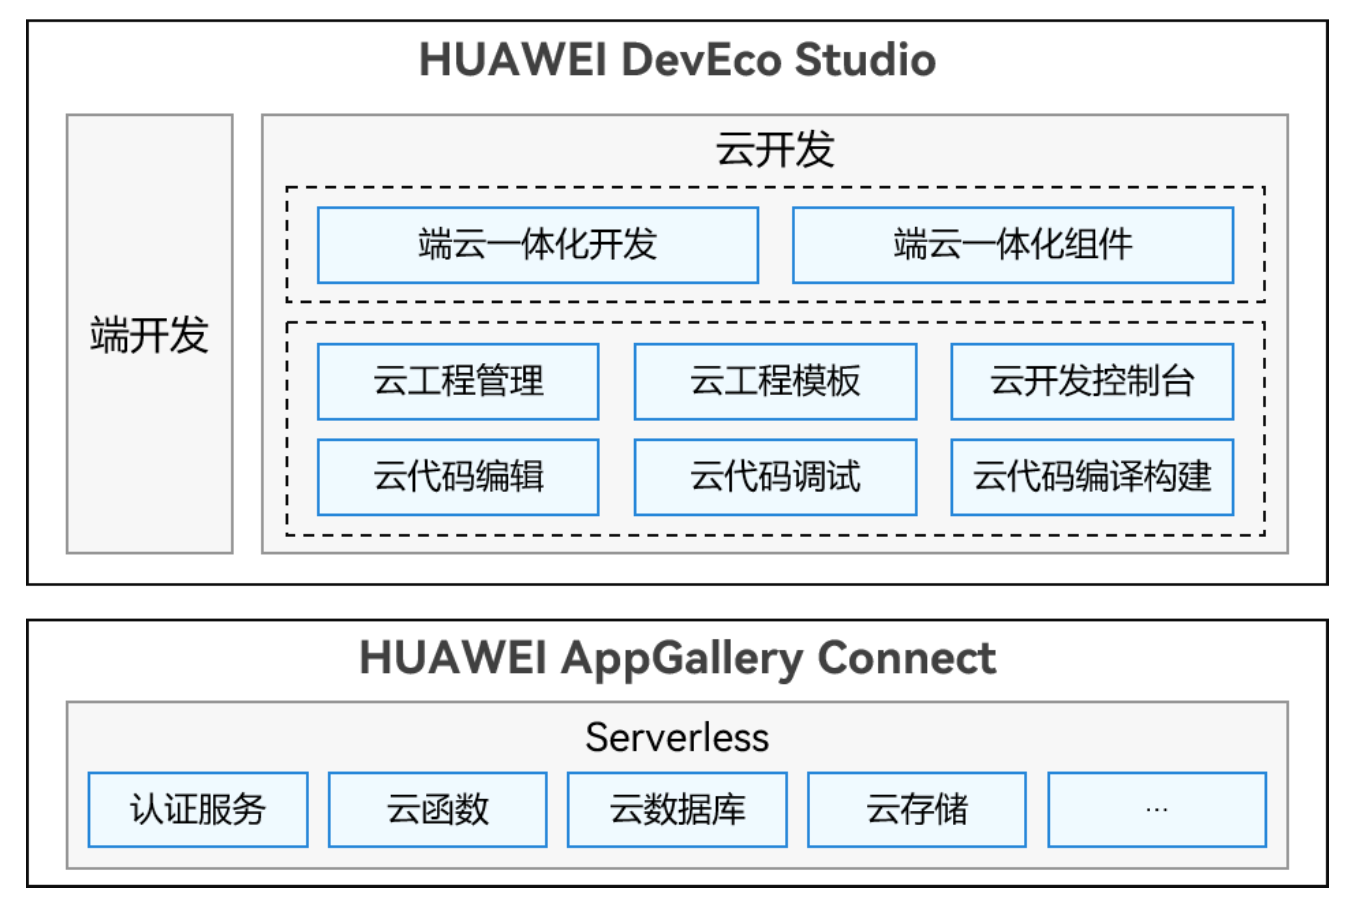 HUAWEI DevEco Studio
端开发
云开发
端云一体化开发
端云一体化组件
云工程管理
云工程模板
云开发控制台
云代码编辑
云代码调试
云代码编译构建
HUAWEI AppGallery Connect
Serverless
认证服务
云函数
云数据库
云存储
...